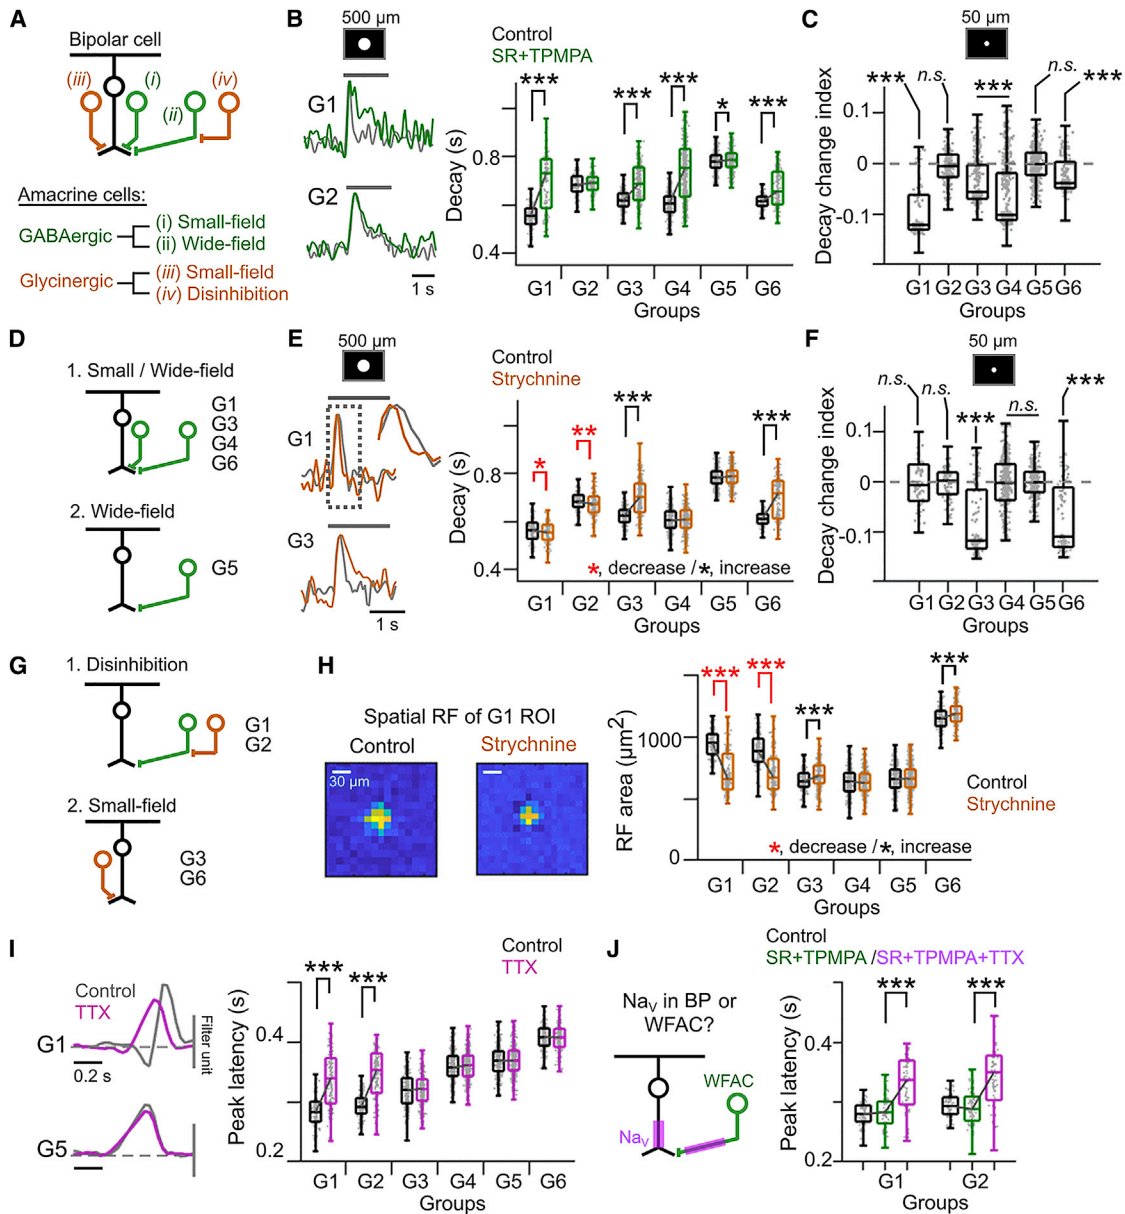 A
Bipolar cell
(iii)
(i)
(ii)
(iv)
Amacrine cells:
GABAergic
(i) Small-field
(ii) Wide-field
Glycinergic
(iii) Small-field
(iv) Disinhibition
B
500 µm
G1
G2
1 s
Control
SR+TPMPA
Decay (s)
0.8
0.4
*** *** *** * ***
G1 G2 G3 G4 G5 G6
Groups
C
50 µm
Decay change index
0.1
0
-0.1
*** n.s. *** n.s. ***
G1 G2 G3 G4 G5 G6
Groups
D
1. Small / Wide-field
G1
G3
G4
G6
2. Wide-field
G5
E
500 µm
G1
G3
1 s
Control
Strychnine
Decay (s)
0.8
0.4
* ** *** ***
*, decrease /*, increase
G1 G2 G3 G4 G5 G6
Groups
F
50 µm
Decay change index
0.1
0
-0.1
n.s. n.s. *** n.s. ***
G1 G2 G3 G4 G5 G6
Groups
G
1. Disinhibition
G1
G2
2. Small-field
G3
G6
H
Spatial RF of G1 ROI
Control
Strychnine
30 µm
RF area (µm2)
1000
0
*** *** *** ***
Control
Strychnine
*, decrease /*, increase
G1 G2 G3 G4 G5 G6
Groups
I
Control
TTX
G1
0.2 s
Filter unit
G5
Control
TTX
Peak latency (s)
0.4
0.2
*** ***
G1 G2 G3 G4 G5 G6
Groups
J
Control
SR+TPMPA /SR+TPMPA+TTX
NaV in BP or
WFAC?
WFAC
NaV
Peak latency (s)
0.4
0.2
*** ***
G1 G2
Groups